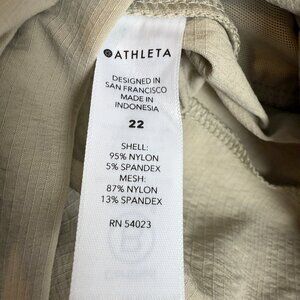 ATHLETA
DESIGNED IN
SAN FRANCISCO
MADE IN
INDONESIA
22
SHELL:
95% NYLON
5% SPANDEX
MESH:
87% NYLON
13% SPANDEX
RN 54023